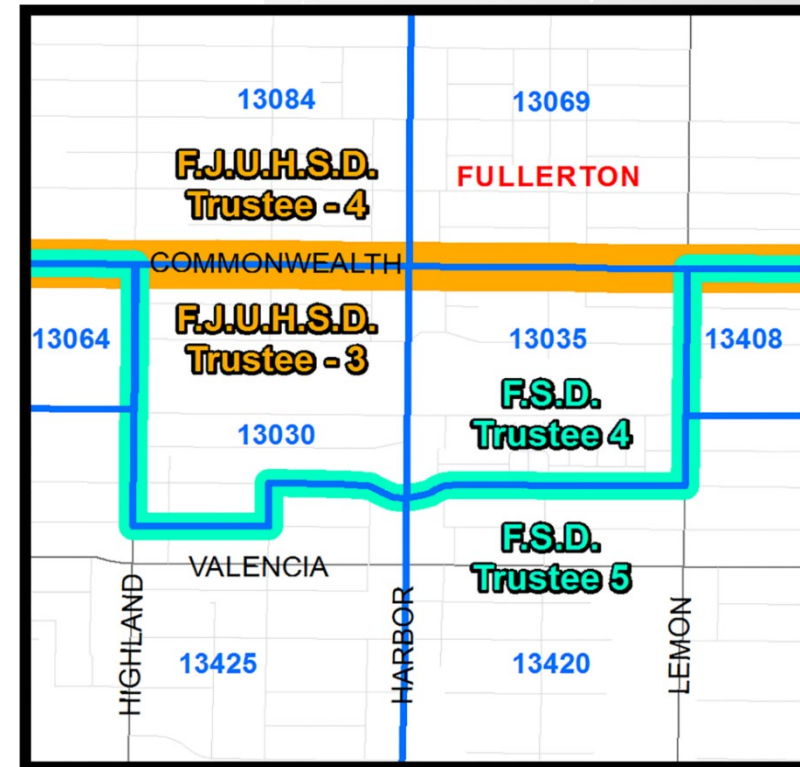 13084
13069
F.J.U.H.S.D.
Trustee - 4
FULLERTON
COMMONWEALTH
F.J.U.H.S.D.
Trustee - 3
13064
13035
13408
F.S.D.
Trustee 4
13030
F.S.D.
Trustee 5
VALENCIA
HIGHLAND
HARBOR
LEMON
13425
13420